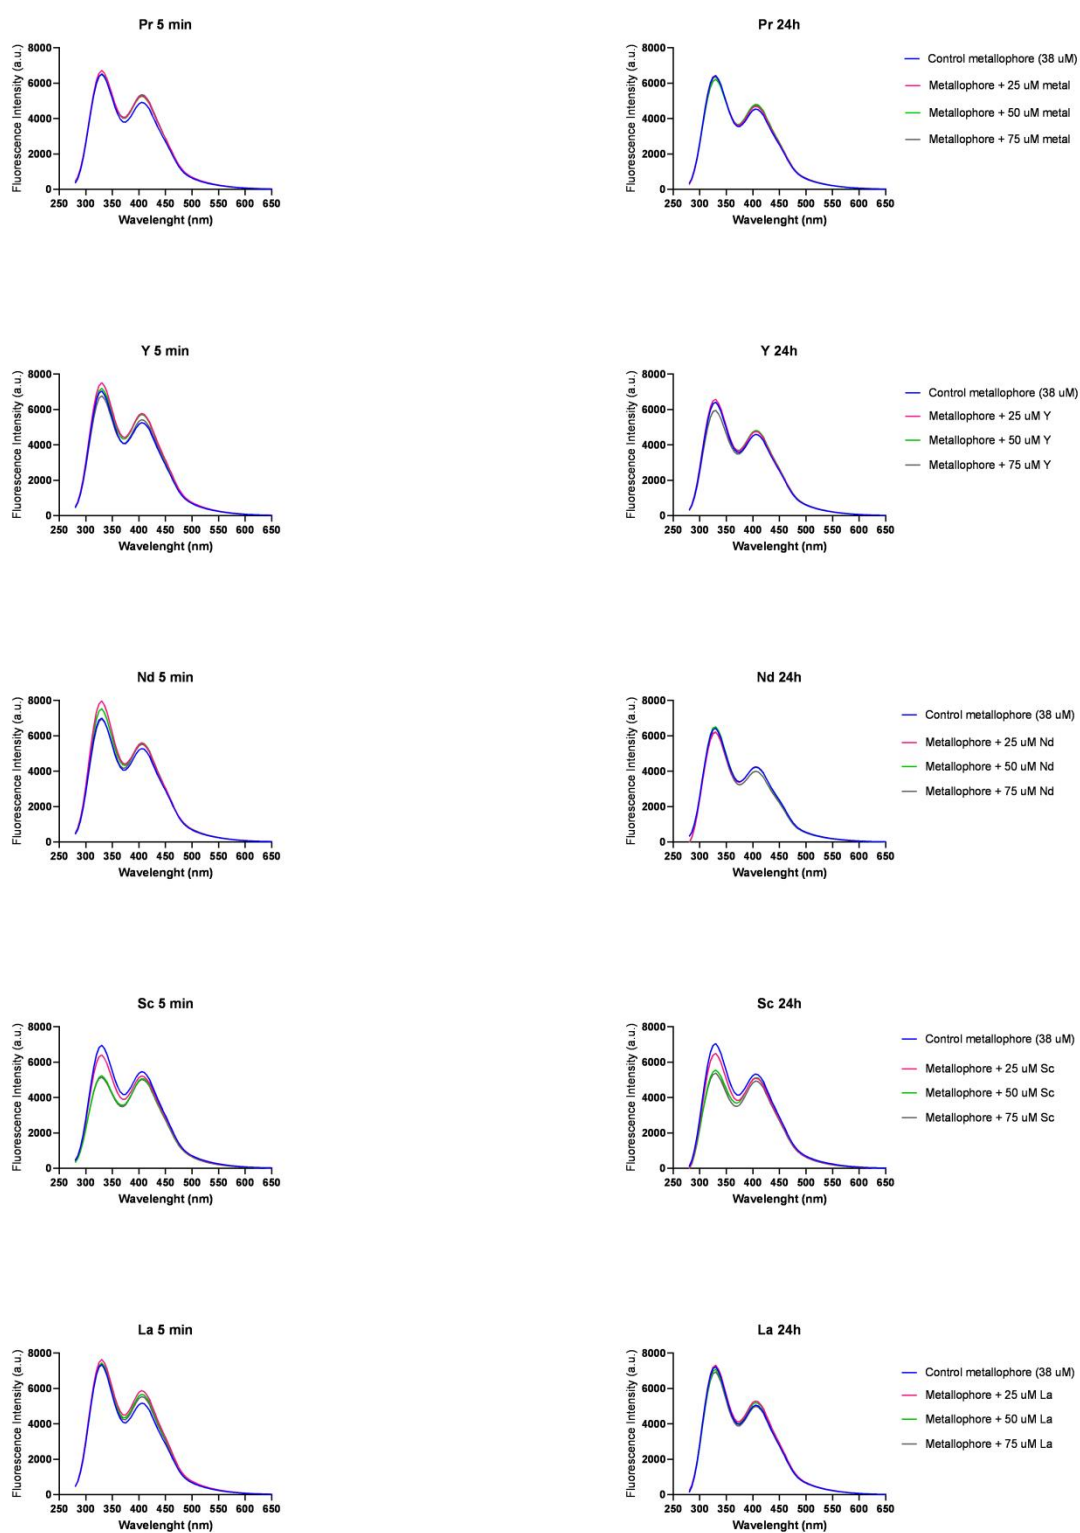 Pr 5 min
Fluorescence Intensity (a.u.)
8000
6000
4000
2000
0
250 300 350 400 450 500 550 600 650
Wavelenght (nm)
Pr 24h
Fluorescence Intensity (a.u.)
8000
6000
4000
2000
0
250 300 350 400 450 500 550 600 650
Wavelenght (nm)
Control metallophore (38 uM)
Metallophore + 25 uM metal
Metallophore + 50 uM metal
Metallophore + 75 uM metal
Y 5 min
Fluorescence Intensity (a.u.)
8000
6000
4000
2000
0
250 300 350 400 450 500 550 600 650
Wavelenght (nm)
Y 24h
Fluorescence Intensity (a.u.)
8000
6000
4000
2000
0
250 300 350 400 450 500 550 600 650
Wavelenght (nm)
Control metallophore (38 uM)
Metallophore + 25 uM Y
Metallophore + 50 uM Y
Metallophore + 75 uM Y
Nd 5 min
Fluorescence Intensity (a.u.)
8000
6000
4000
2000
0
250 300 350 400 450 500 550 600 650
Wavelenght (nm)
Nd 24h
Fluorescence Intensity (a.u.)
8000
6000
4000
2000
0
250 300 350 400 450 500 550 600 650
Wavelenght (nm)
Control metallophore (38 uM)
Metallophore + 25 uM Nd
Metallophore + 50 uM Nd
Metallophore + 75 uM Nd
Sc 5 min
Fluorescence Intensity (a.u.)
8000
6000
4000
2000
0
250 300 350 400 450 500 550 600 650
Wavelenght (nm)
Sc 24h
Fluorescence Intensity (a.u.)
8000
6000
4000
2000
0
250 300 350 400 450 500 550 600 650
Wavelenght (nm)
Control metallophore (38 uM)
Metallophore + 25 uM Sc
Metallophore + 50 uM Sc
Metallophore + 75 uM Sc
La 5 min
Fluorescence Intensity (a.u.)
8000
6000
4000
2000
0
250 300 350 400 450 500 550 600 650
Wavelenght (nm)
La 24h
Fluorescence Intensity (a.u.)
8000
6000
4000
2000
0
250 300 350 400 450 500 550 600 650
Wavelenght (nm)
Control metallophore (38 uM)
Metallophore + 25 uM La
Metallophore + 50 uM La
Metallophore + 75 uM La